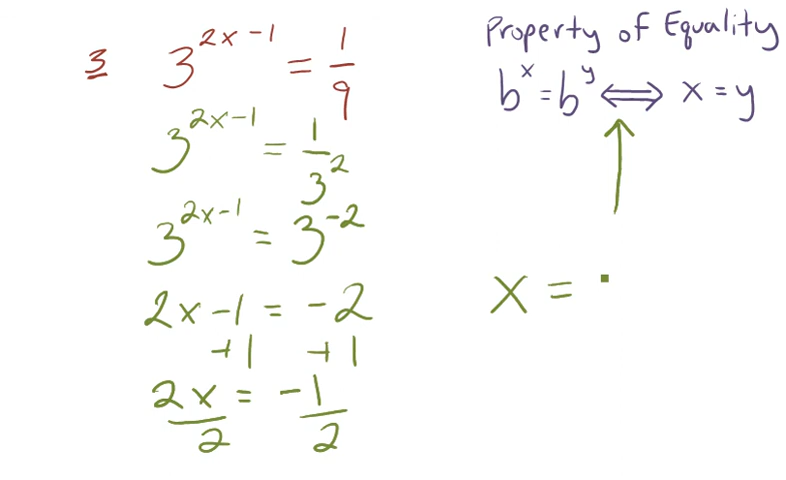 3 3^{2x-1} = 1/9
3^{2x-1} = 1/3^2
3^{2x-1} = 3^{-2}
2x-1 = -2
+1 +1
2x/2 = -1/2
Property of Equality
b^x = b^y ⟺ x = y
x =